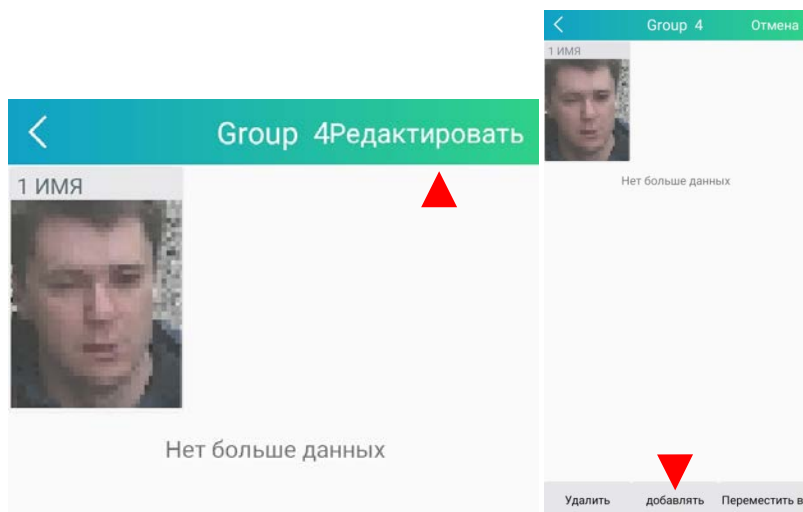 Group 4Редактировать
1 ИМЯ
Нет больше данных
Group 4 Отмена
1 ИМЯ
Нет больше данных
Удалить добавлять Переместить в